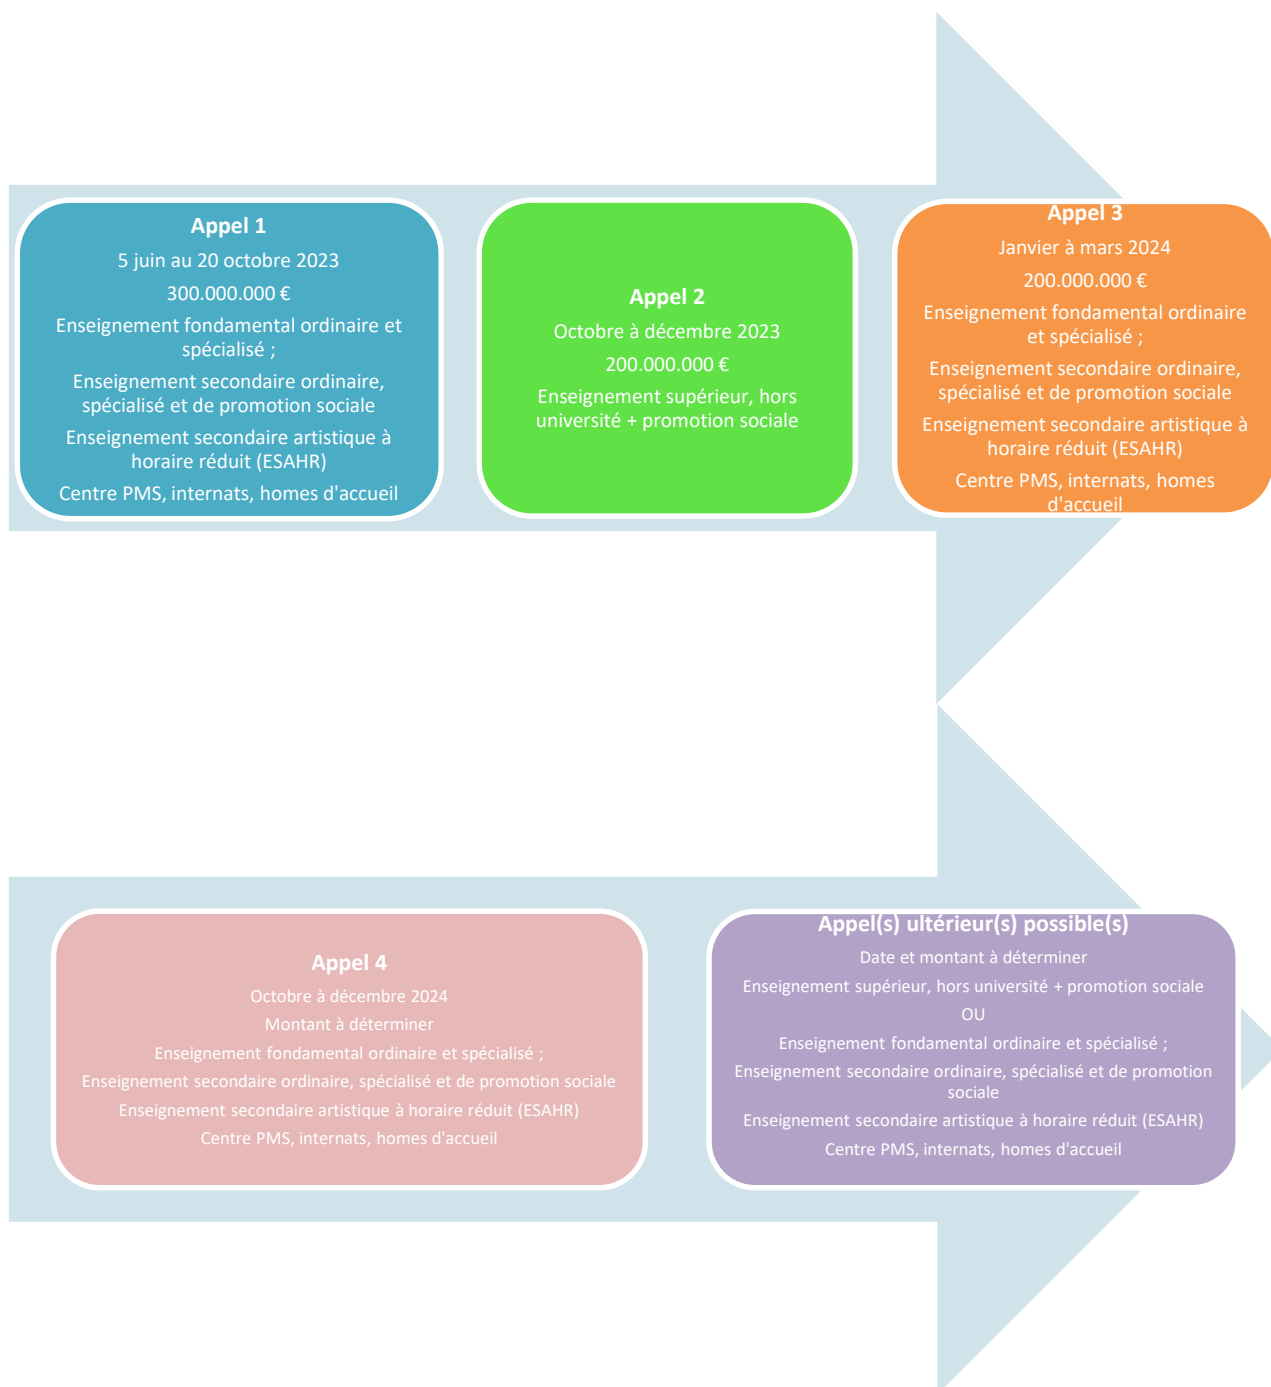 Appel 1
5 juin au 20 octobre 2023
300.000.000 €
Enseignement fondamental ordinaire et
spécialisé ;
Enseignement secondaire ordinaire,
spécialisé et de promotion sociale
Enseignement secondaire artistique à
horaire réduit (ESAHR)
Centre PMS, internats, homes d'accueil
Appel 2
Octobre à décembre 2023
200.000.000 €
Enseignement supérieur, hors
université + promotion sociale
Appel 3
Janvier à mars 2024
200.000.000 €
Enseignement fondamental ordinaire
et spécialisé ;
Enseignement secondaire ordinaire,
spécialisé et de promotion sociale
Enseignement secondaire artistique à
horaire réduit (ESAHR)
Centre PMS, internats, homes
d'accueil
Appel 4
Octobre à décembre 2024
Montant à déterminer
Enseignement fondamental ordinaire et spécialisé ;
Enseignement secondaire ordinaire, spécialisé et de promotion sociale
Enseignement secondaire artistique à horaire réduit (ESAHR)
Centre PMS, internats, homes d'accueil
Appel(s) ultérieur(s) possible(s)
Date et montant à déterminer
Enseignement supérieur, hors université + promotion sociale
OU
Enseignement fondamental ordinaire et spécialisé ;
Enseignement secondaire ordinaire, spécialisé et de promotion
sociale
Enseignement secondaire artistique à horaire réduit (ESAHR)
Centre PMS, internats, homes d'accueil